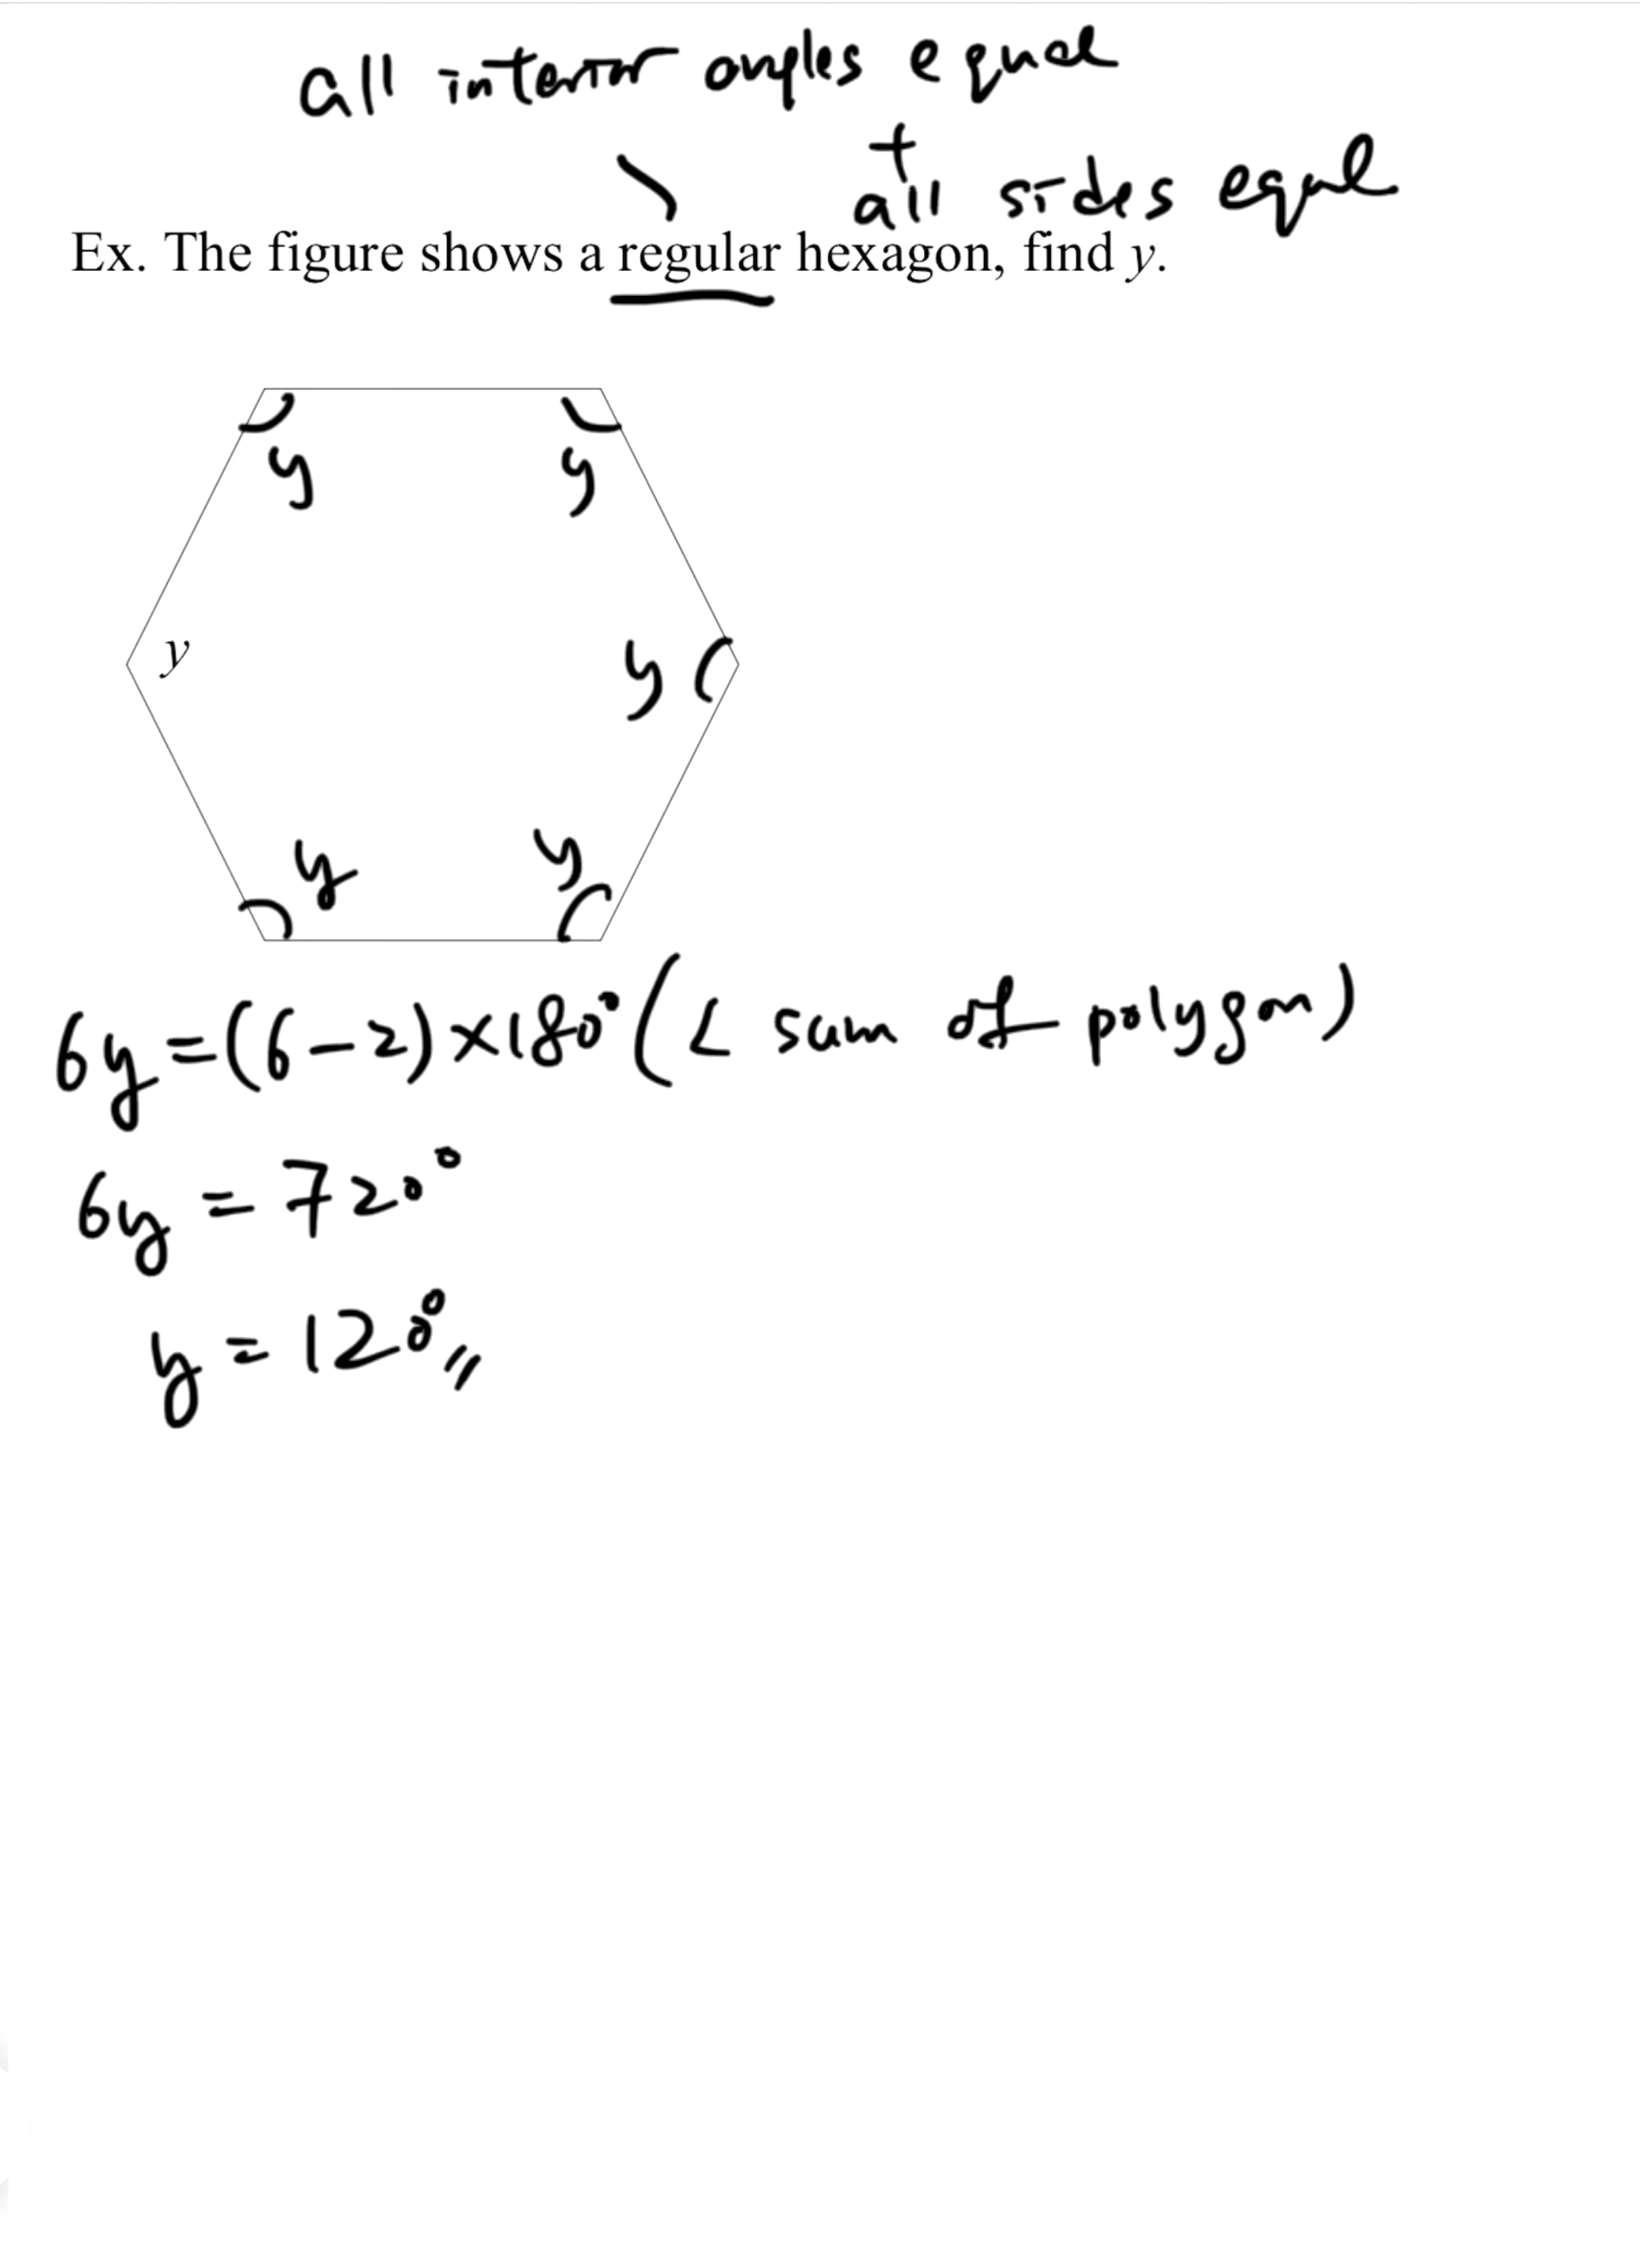 all interior angles equal
+
all sides equal
Ex. The figure shows a regular hexagon, find y.
y y
y y
y y
6y = (6-2) ×180° (∠ sum of polygon)
6y = 720°
y = 120°